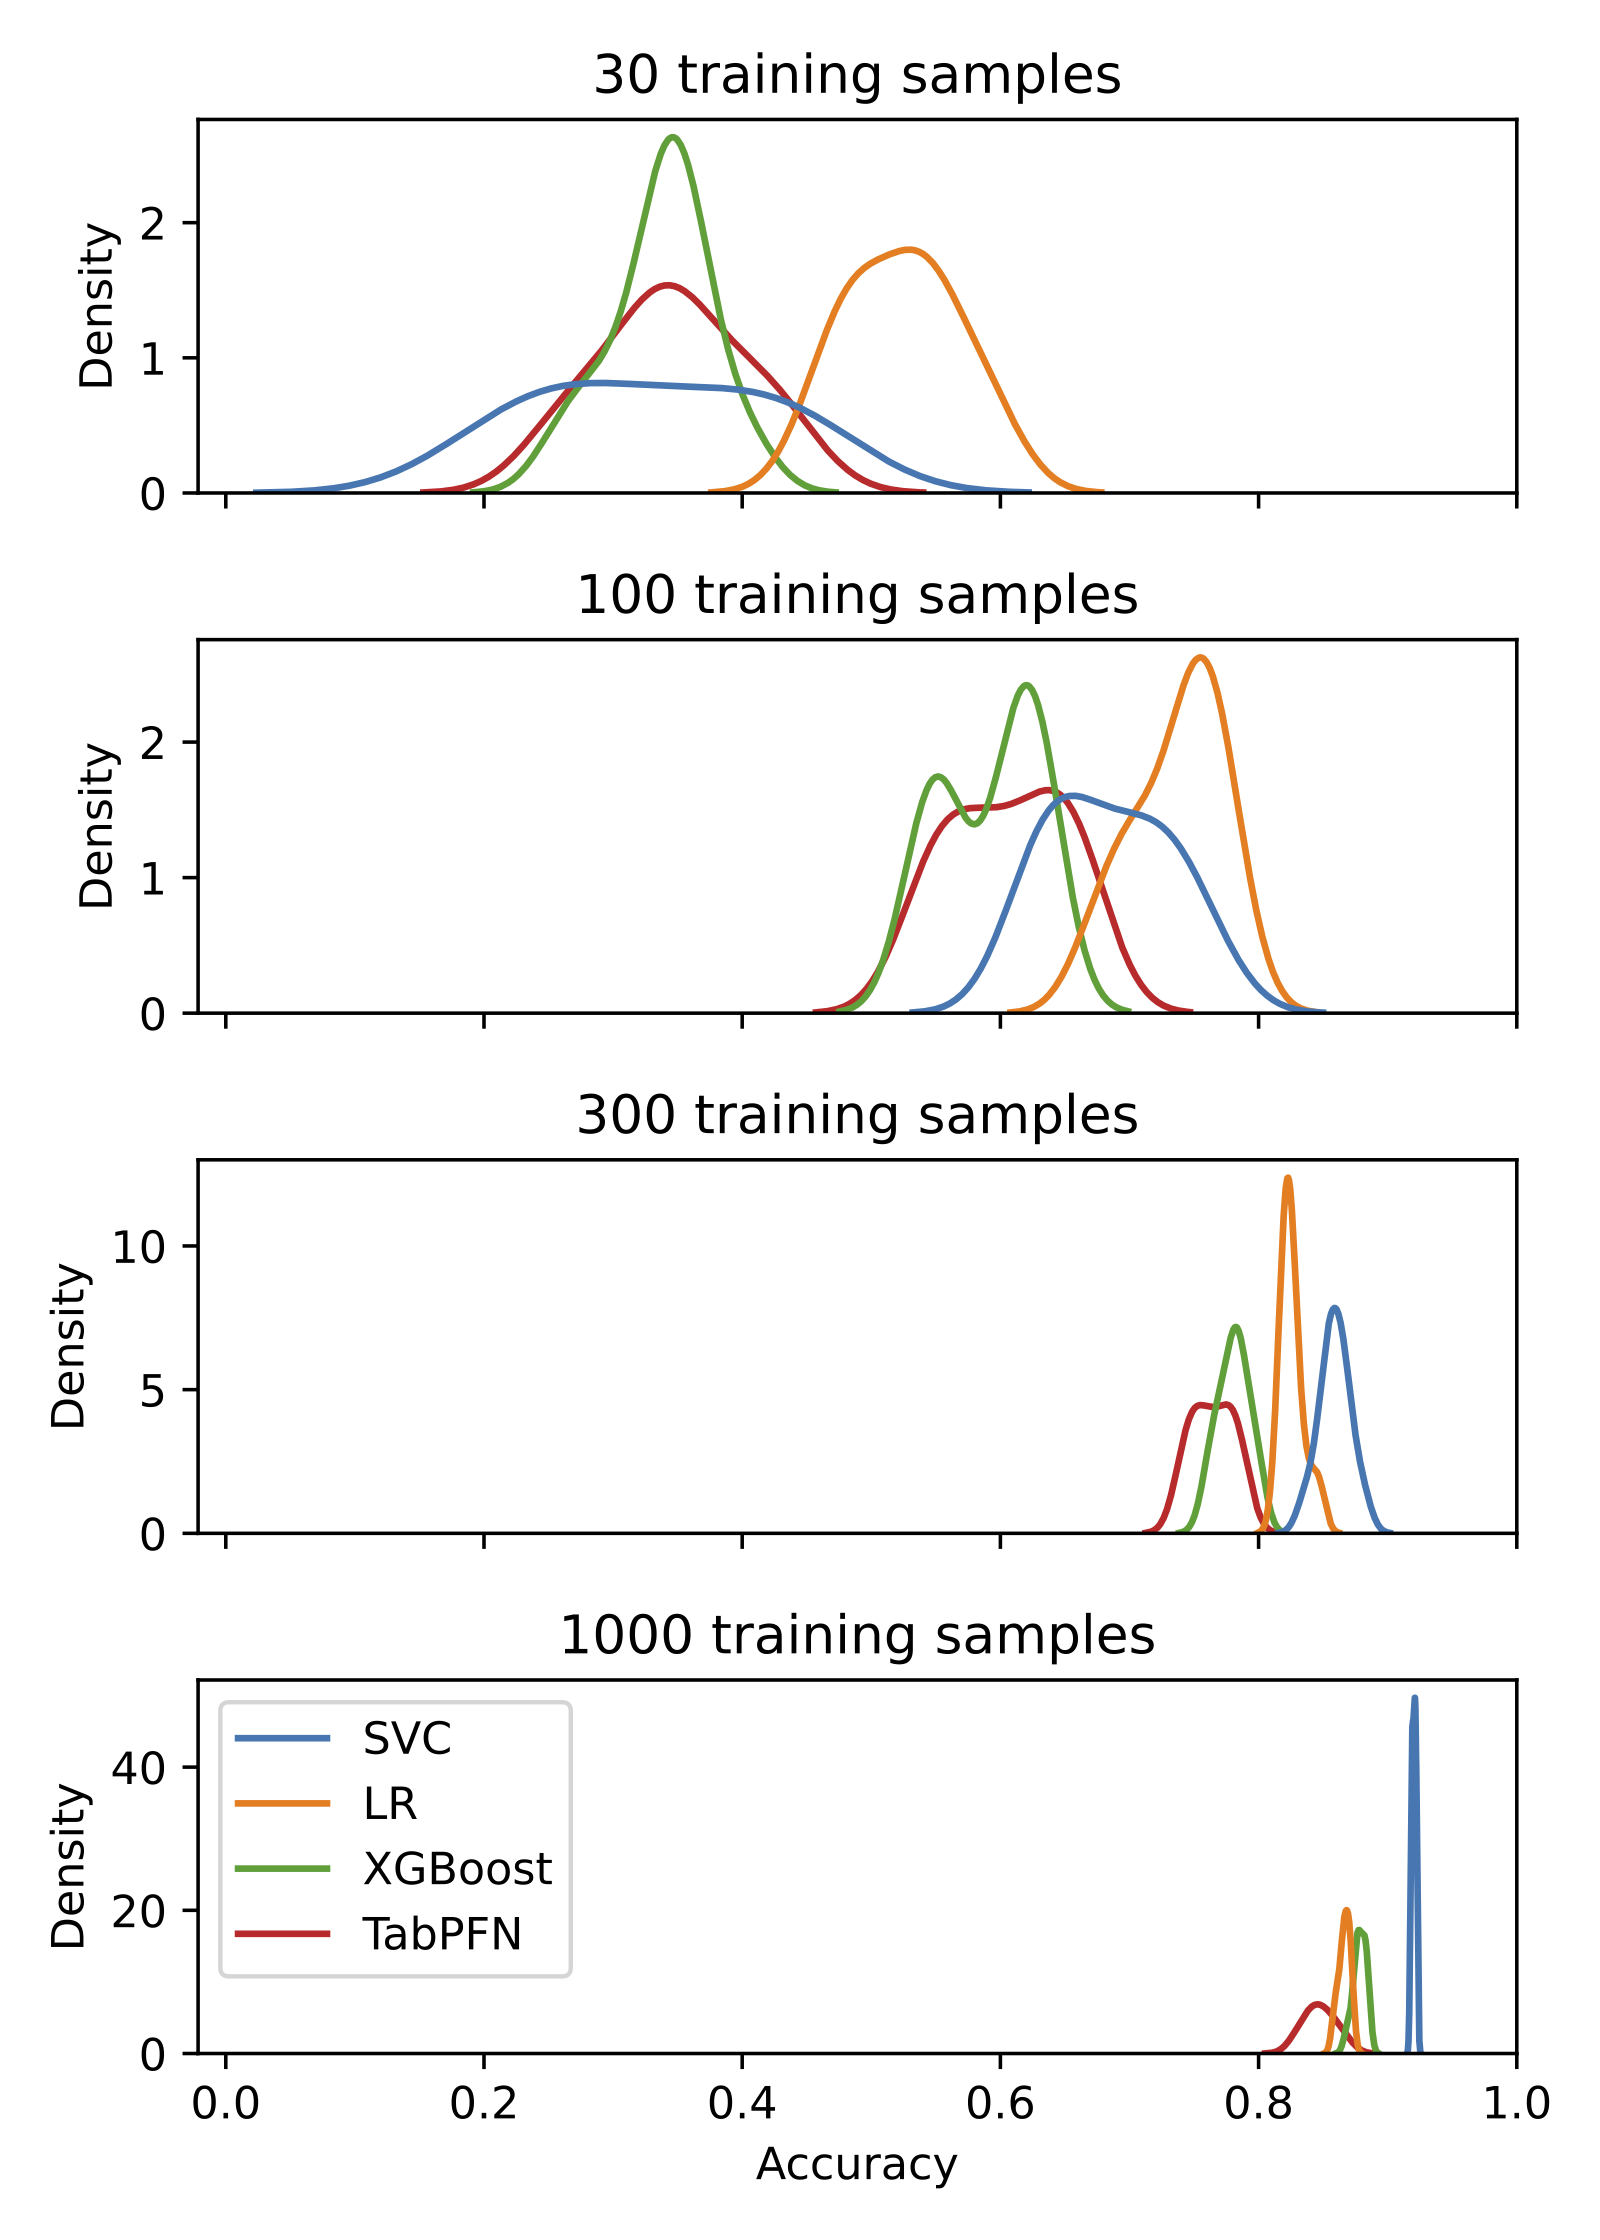 30 training samples
2
1
0
Density
100 training samples
2
1
0
Density
300 training samples
10
5
0
Density
1000 training samples
40
20
0
Density
SVC
LR
XGBoost
TabPFN
0.0 0.2 0.4 0.6 0.8 1.0
Accuracy